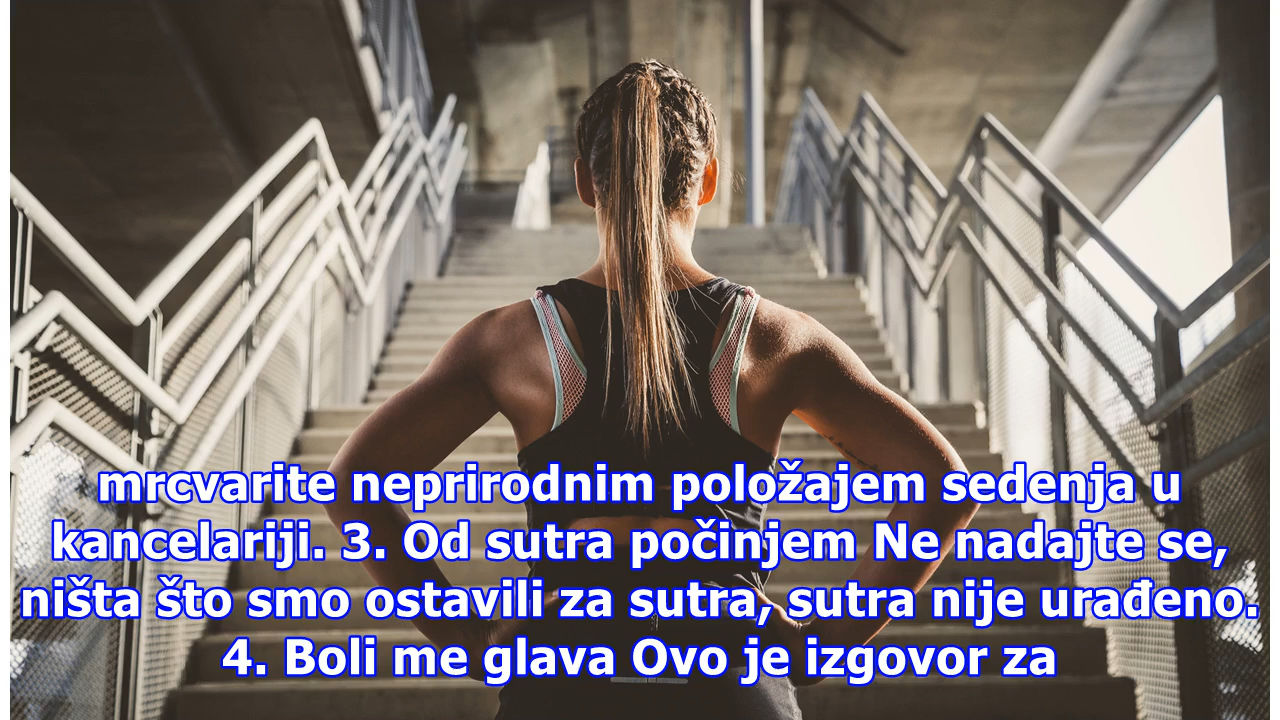 mrcvarite neprirodnim položajem sedenja u
kancelariji. 3. Od sutra počinjem Ne nadajte se,
ništa što smo ostavili za sutra, sutra nije urađeno.
4. Boli me glava Ovo je izgovor za